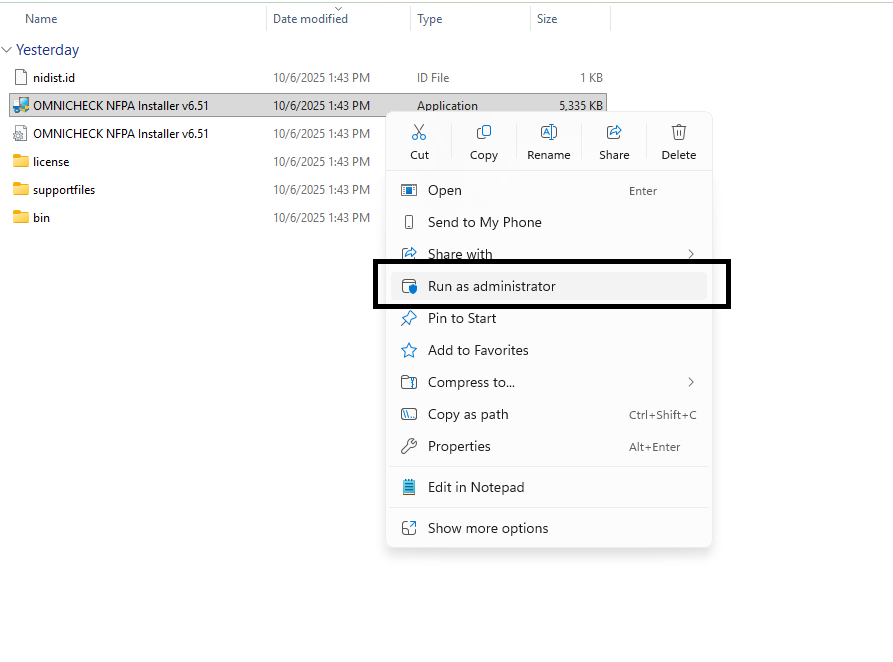 Name Date modified Type Size
Yesterday
nidist.id 10/6/2025 1:43 PM ID File 1 KB
OMNICHECK NFPA Installer v6.51 10/6/2025 1:43 PM Application 5,335 KB
OMNICHECK NFPA Installer v6.51 10/6/2025 1:43 PM
license 10/6/2025 1:43 PM
supportfiles 10/6/2025 1:43 PM
bin 10/6/2025 1:43 PM
Cut Copy Rename Share Delete
Open Enter
Send to My Phone
Share with
Run as administrator
Pin to Start
Add to Favorites
Compress to...
Copy as path Ctrl+Shift+C
Properties Alt+Enter
Edit in Notepad
Show more options